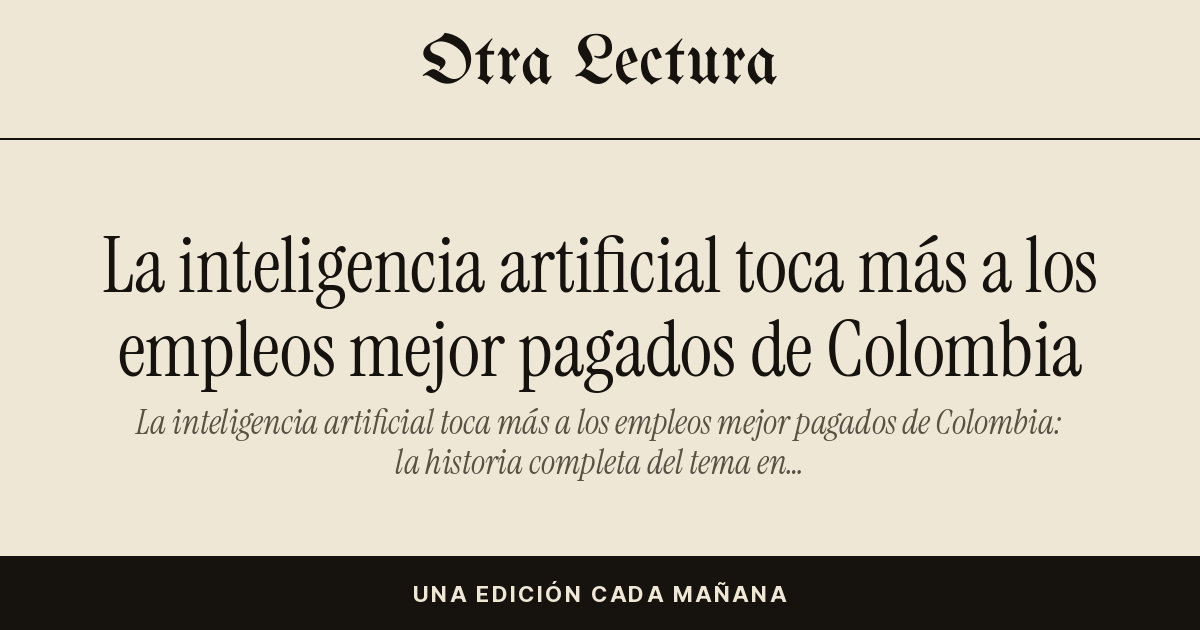 Otra Lectura
La inteligencia artificial toca más a los
empleos mejor pagados de Colombia
La inteligencia artificial toca más a los empleos mejor pagados de Colombia:
la historia completa del tema en...
UNA EDICIÓN CADA MAÑANA